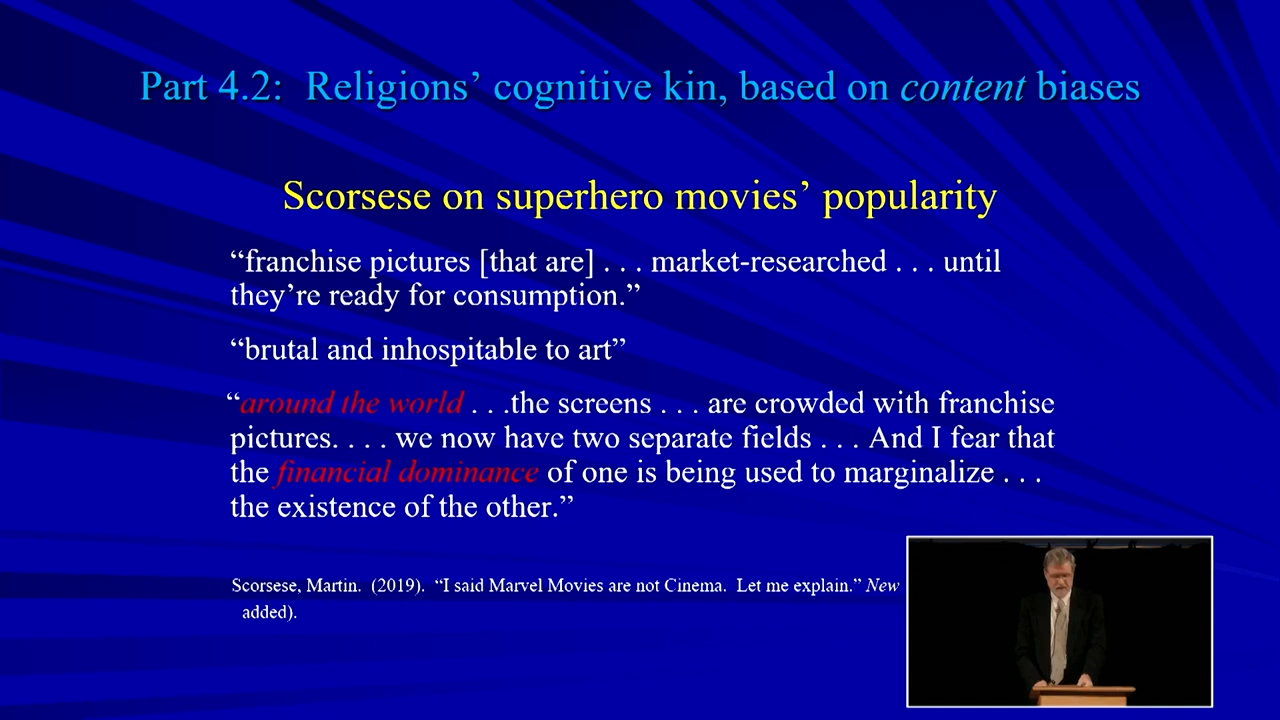 Part 4.2: Religions’ cognitive kin, based on content biases
Scorsese on superhero movies’ popularity
“franchise pictures [that are] . . . market-researched . . . until
they’re ready for consumption.”
“brutal and inhospitable to art”
“around the world . . .the screens . . . are crowded with franchise
pictures. . . . we now have two separate fields . . . And I fear that
the financial dominance of one is being used to marginalize . . .
the existence of the other.”
Scorsese, Martin. (2019). “I said Marvel Movies are not Cinema. Let me explain.” New
added).